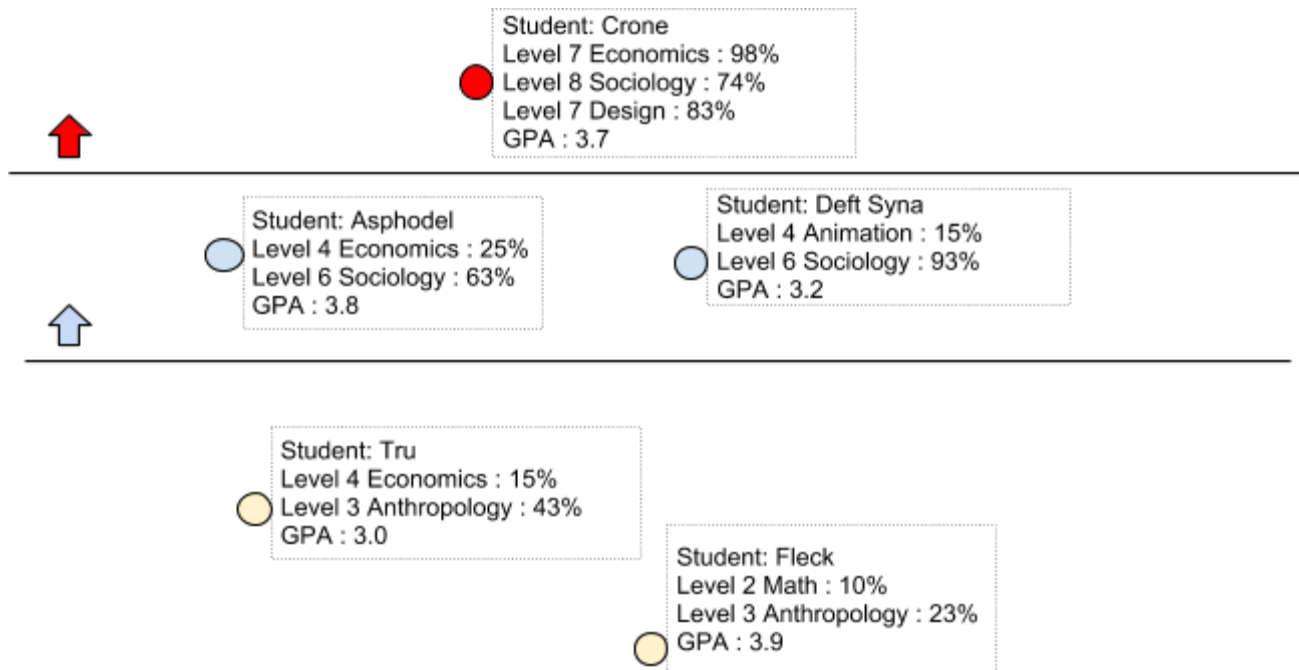 Student: Crone
Level 7 Economics : 98%
Level 8 Sociology : 74%
Level 7 Design : 83%
GPA : 3.7
Student: Asphodel
Level 4 Economics : 25%
Level 6 Sociology : 63%
GPA : 3.8
Student: Deft Syna
Level 4 Animation : 15%
Level 6 Sociology : 93%
GPA : 3.2
Student: Tru
Level 4 Economics : 15%
Level 3 Anthropology : 43%
GPA : 3.0
Student: Fleck
Level 2 Math : 10%
Level 3 Anthropology : 23%
GPA : 3.9